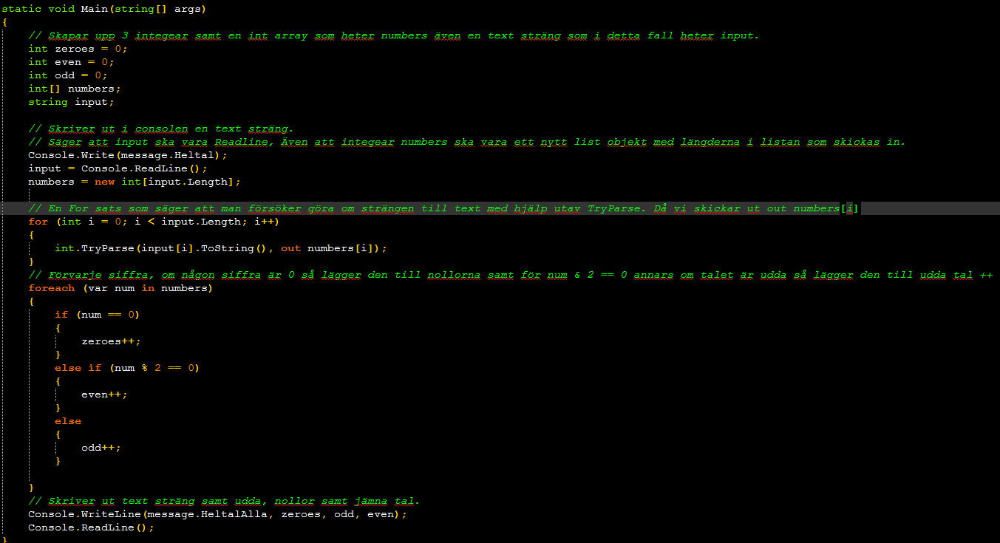 static void Main(string[] args)
{
// Skapar upp 3 integear samt en int array som heter numbers även en text sträng som i detta fall heter input.
int zeroes = 0;
int even = 0;
int odd = 0;
int[] numbers;
string input;
// Skriver ut i consolen en text sträng.
// Säger att input ska vara Readline, Även att integear numbers ska vara ett nytt list objekt med längderna i listan som skickas in.
Console.Write(message.Heltal);
input = Console.ReadLine();
numbers = new int[input.Length];
// En For sats som säger att man försöker göra om strängen till text med hjälp utav TryParse. Då vi skickar ut out numbers[i]
for (int i = 0; i < input.Length; i++)
{
int.TryParse(input[i].ToString(), out numbers[i]);
}
// Förvarje siffra, om någon siffra är 0 så lägger den till nollorna samt för num & 2 == 0 annars om talet är udda så lägger den till udda tal ++
foreach (var num in numbers)
{
if (num == 0)
{
zeroes++;
}
else if (num % 2 == 0)
{
even++;
}
else
{
odd++;
}
}
// Skriver ut text sträng samt udda, nollor samt jämna tal.
Console.WriteLine(message.HeltalAlla, zeroes, odd, even);
Console.ReadLine();
}